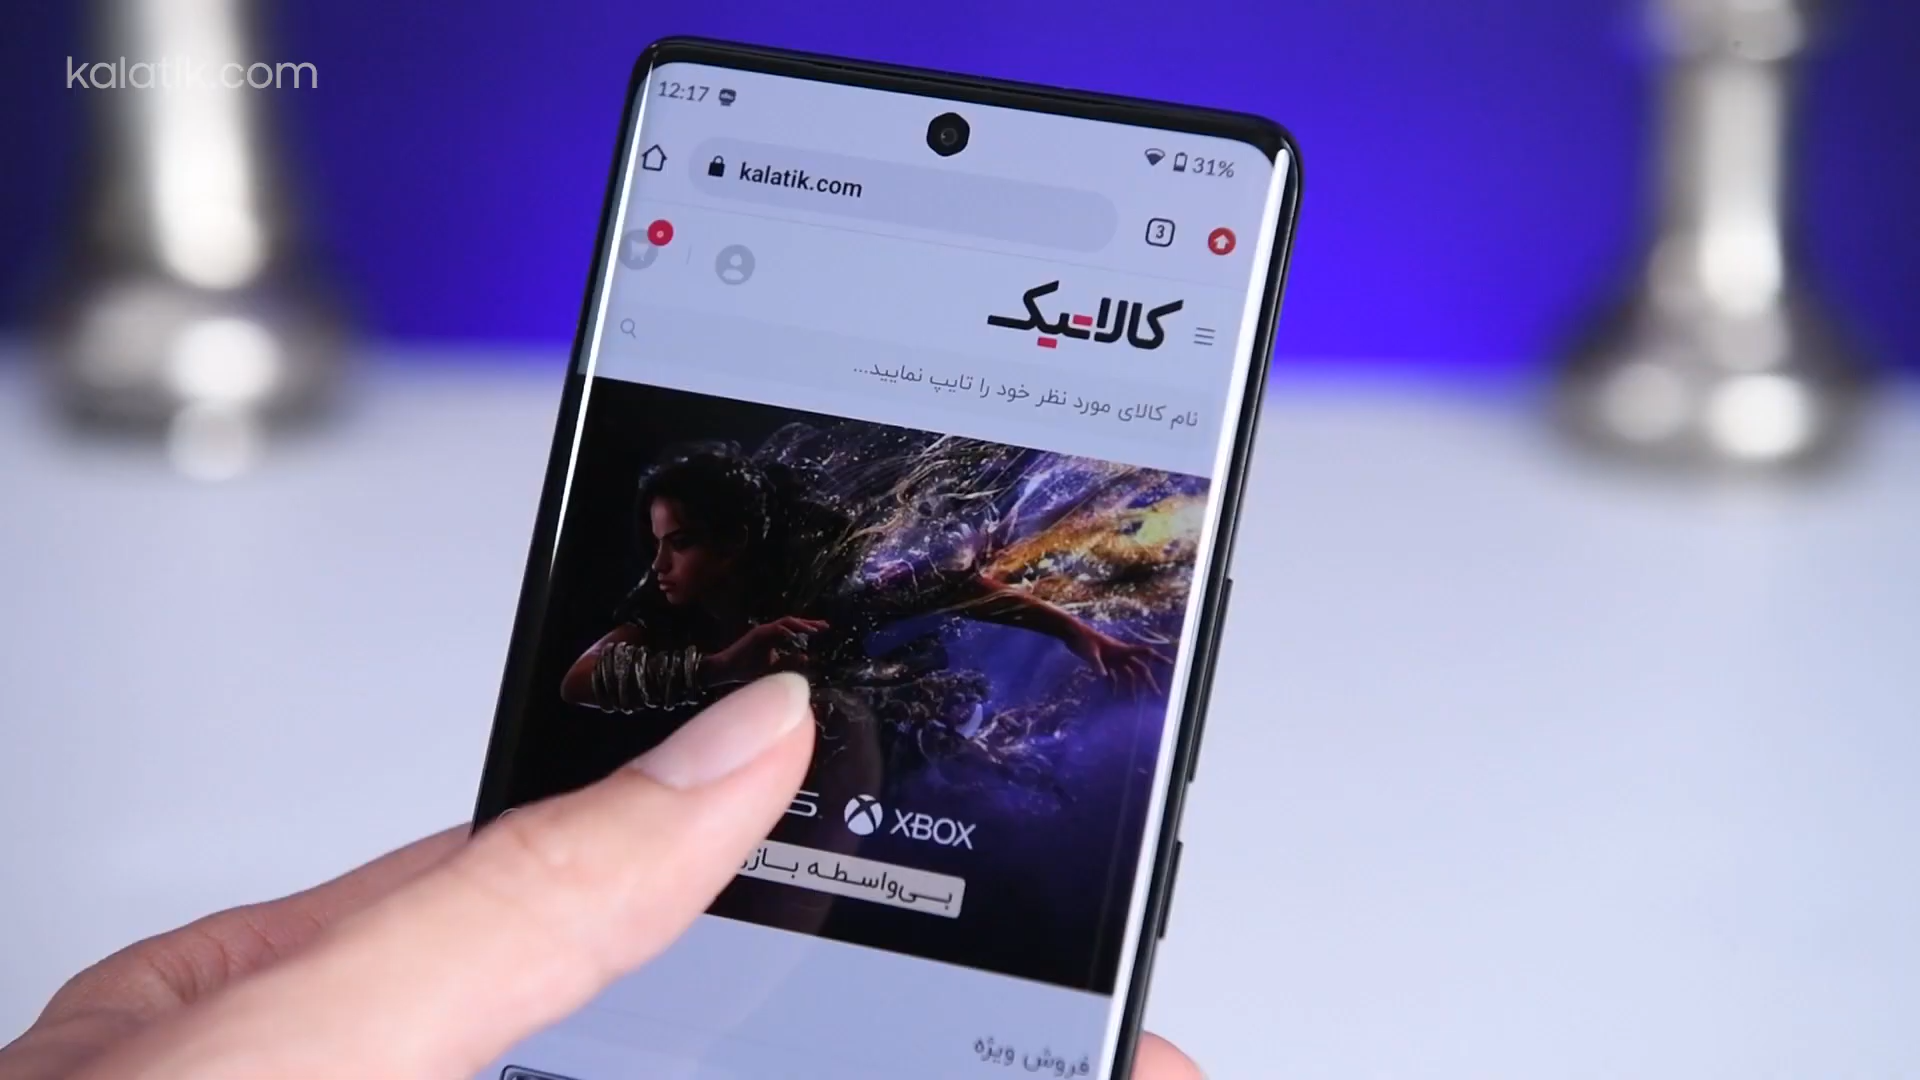 kalatik.com
12:17
31%
kalatik.com
3
کالاتیک
نام کالای مورد نظر خود را تایپ نمایید...
XBOX
بی‌واسطه
فروش ویژه